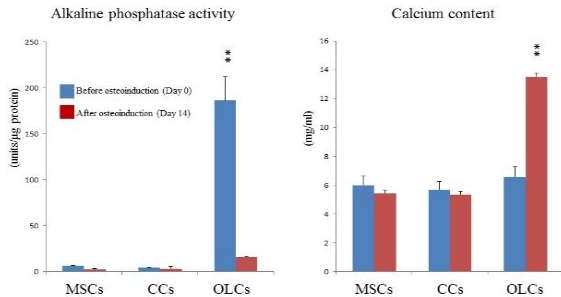 Alkaline phosphatase activity
250
200
150
100
50
0
(units/µg protein)
Before osteoinduction (Day 0)
After osteoinduction (Day 14)
**
MSCs CCs OLCs
Calcium content
16
14
12
10
8
6
4
2
0
(mg/ml)
**
MSCs CCs OLCs